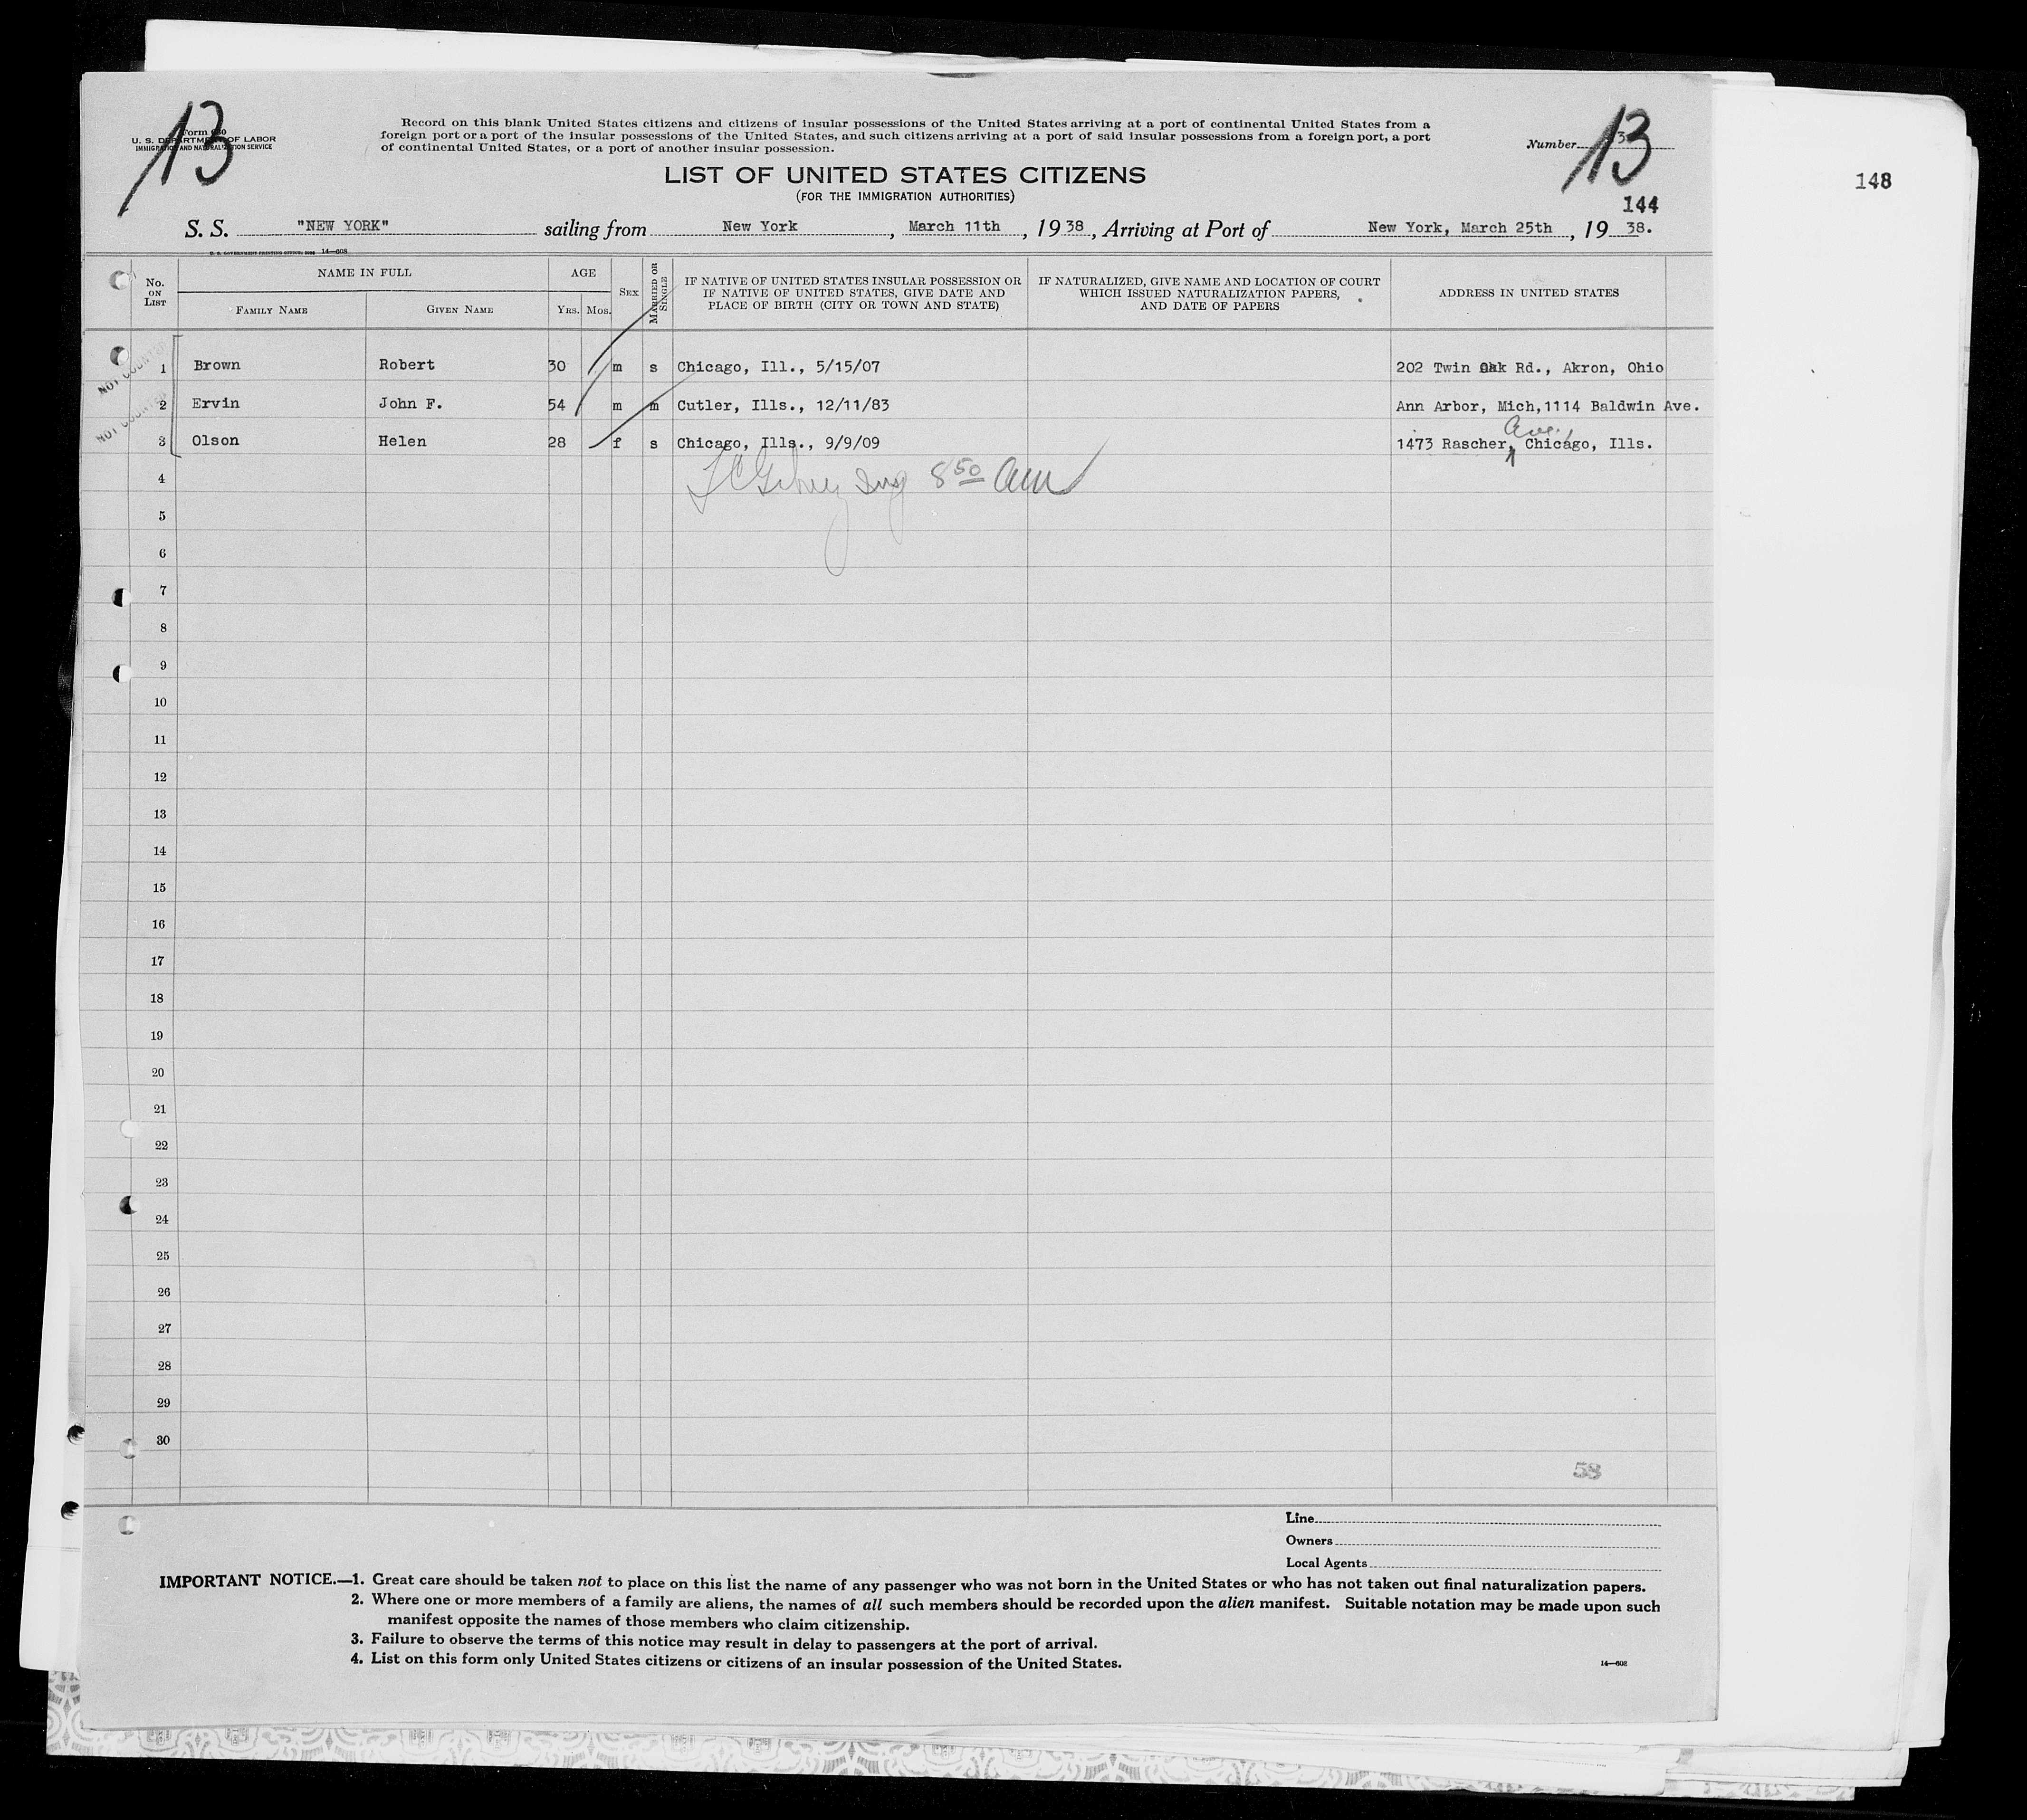 13
Form 630
U. S. DEPARTMENT OF LABOR
IMMIGRATION AND NATURALIZATION SERVICE
Record on this blank United States citizens and citizens of insular possessions of the United States arriving at a port of continental United States from a
foreign port or a port of the insular possessions of the United States, and such citizens arriving at a port of said insular possessions from a foreign port, a port
of continental United States, or a port of another insular possession.
Number 13
144
148
LIST OF UNITED STATES CITIZENS
(FOR THE IMMIGRATION AUTHORITIES)
S. S. "NEW YORK" sailing from New York, March 11th, 1938, Arriving at Port of New York, March 25th, 1938.
U. S. GOVERNMENT PRINTING OFFICE: 14—608
No. ON LIST
NAME IN FULL
FAMILY NAME GIVEN NAME
AGE
YRS. MOS.
SEX
MARRIED OR SINGLE
IF NATIVE OF UNITED STATES INSULAR POSSESSION OR
IF NATIVE OF UNITED STATES, GIVE DATE AND
PLACE OF BIRTH (CITY OR TOWN AND STATE)
IF NATURALIZED, GIVE NAME AND LOCATION OF COURT
WHICH ISSUED NATURALIZATION PAPERS,
AND DATE OF PAPERS
ADDRESS IN UNITED STATES
NOT COUNTED
1 Brown Robert 30 m s Chicago, Ill., 5/15/07 202 Twin Oak Rd., Akron, Ohio
NOT COUNTED
2 Ervin John F. 54 m m Cutler, Ills., 12/11/83 Ann Arbor, Mich,1114 Baldwin Ave.
3 Olson Helen 28 f s Chicago, Ills., 9/9/09 1473 Rascher, Ave. Chicago, Ills.
4 Insp 8 50 am
5
6
7
8
9
10
11
12
13
14
15
16
17
18
19
20
21
22
23
24
25
26
27
28
29
30
58
Line
Owners
Local Agents
IMPORTANT NOTICE.—1. Great care should be taken not to place on this list the name of any passenger who was not born in the United States or who has not taken out final naturalization papers.
2. Where one or more members of a family are aliens, the names of all such members should be recorded upon the alien manifest. Suitable notation may be made upon such
manifest opposite the names of those members who claim citizenship.
3. Failure to observe the terms of this notice may result in delay to passengers at the port of arrival.
4. List on this form only United States citizens or citizens of an insular possession of the United States.
14—608